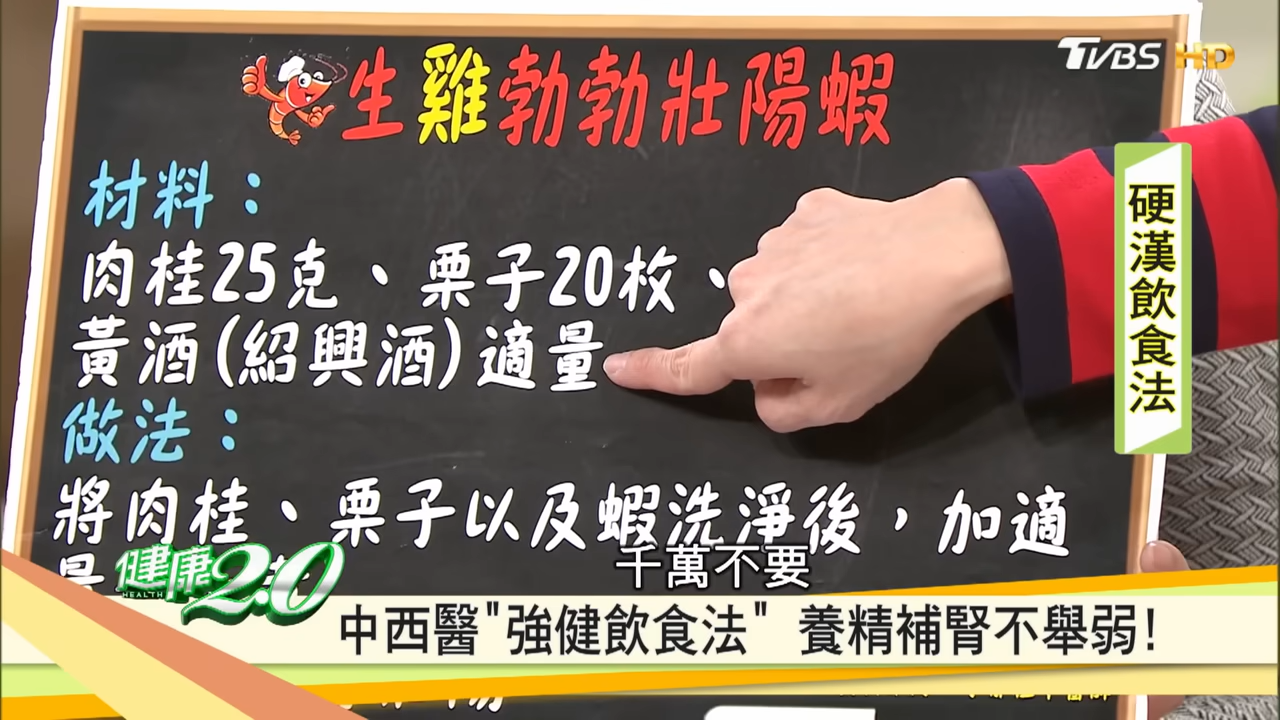 TVBS HD
生雞勃勃壯陽蝦
材料：
肉桂25克、栗子20枚、
黃酒(紹興酒)適量
做法：
將肉桂、栗子以及蝦洗淨後，加適
硬漢飲食法
千萬不要
健康2.0
HEALTH
中西醫"強健飲食法" 養精補腎不舉弱!